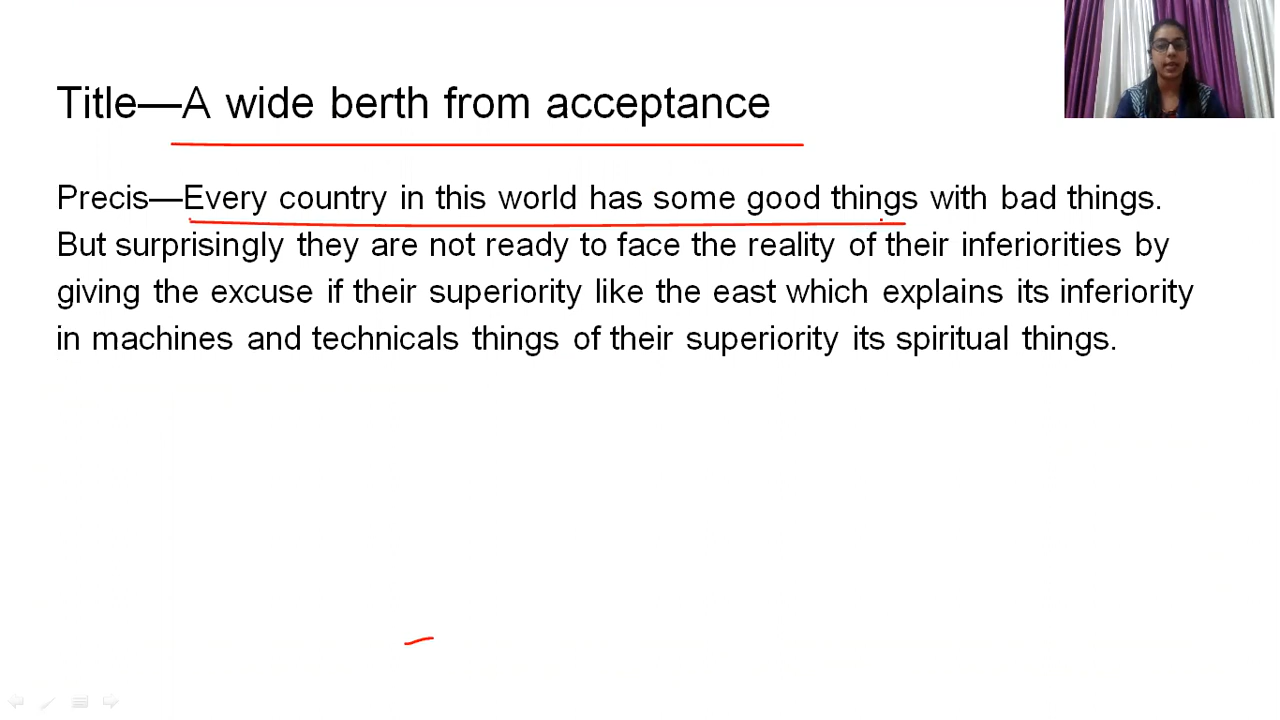 Title—A wide berth from acceptance
Precis—Every country in this world has some good things with bad things.
But surprisingly they are not ready to face the reality of their inferiorities by
giving the excuse if their superiority like the east which explains its inferiority
in machines and technicals things of their superiority its spiritual things.